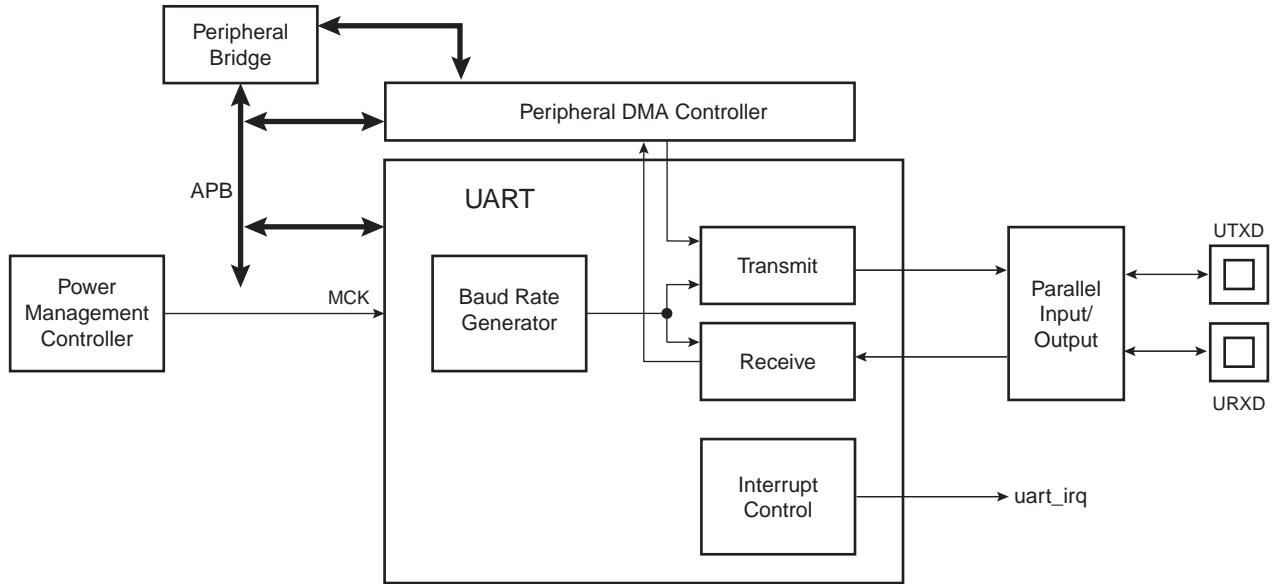 Peripheral
Bridge
Peripheral DMA Controller
APB
UART
Power
Management
Controller
MCK
Baud Rate
Generator
Transmit
Receive
Parallel
Input/
Output
UTXD
URXD
Interrupt
Control
uart_irq